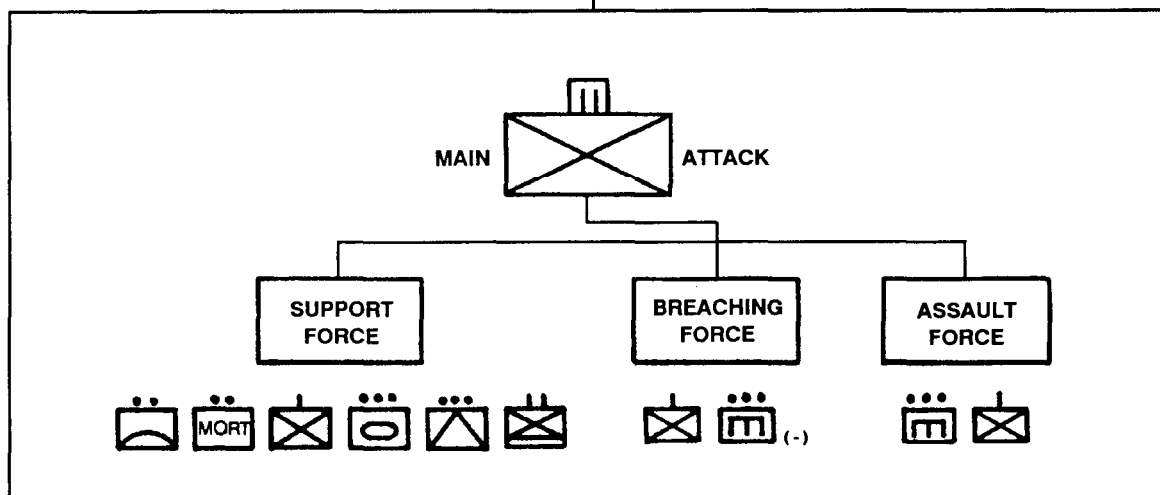 MAIN ATTACK
SUPPORT
FORCE
BREACHING
FORCE
ASSAULT
FORCE
MORT
(-)